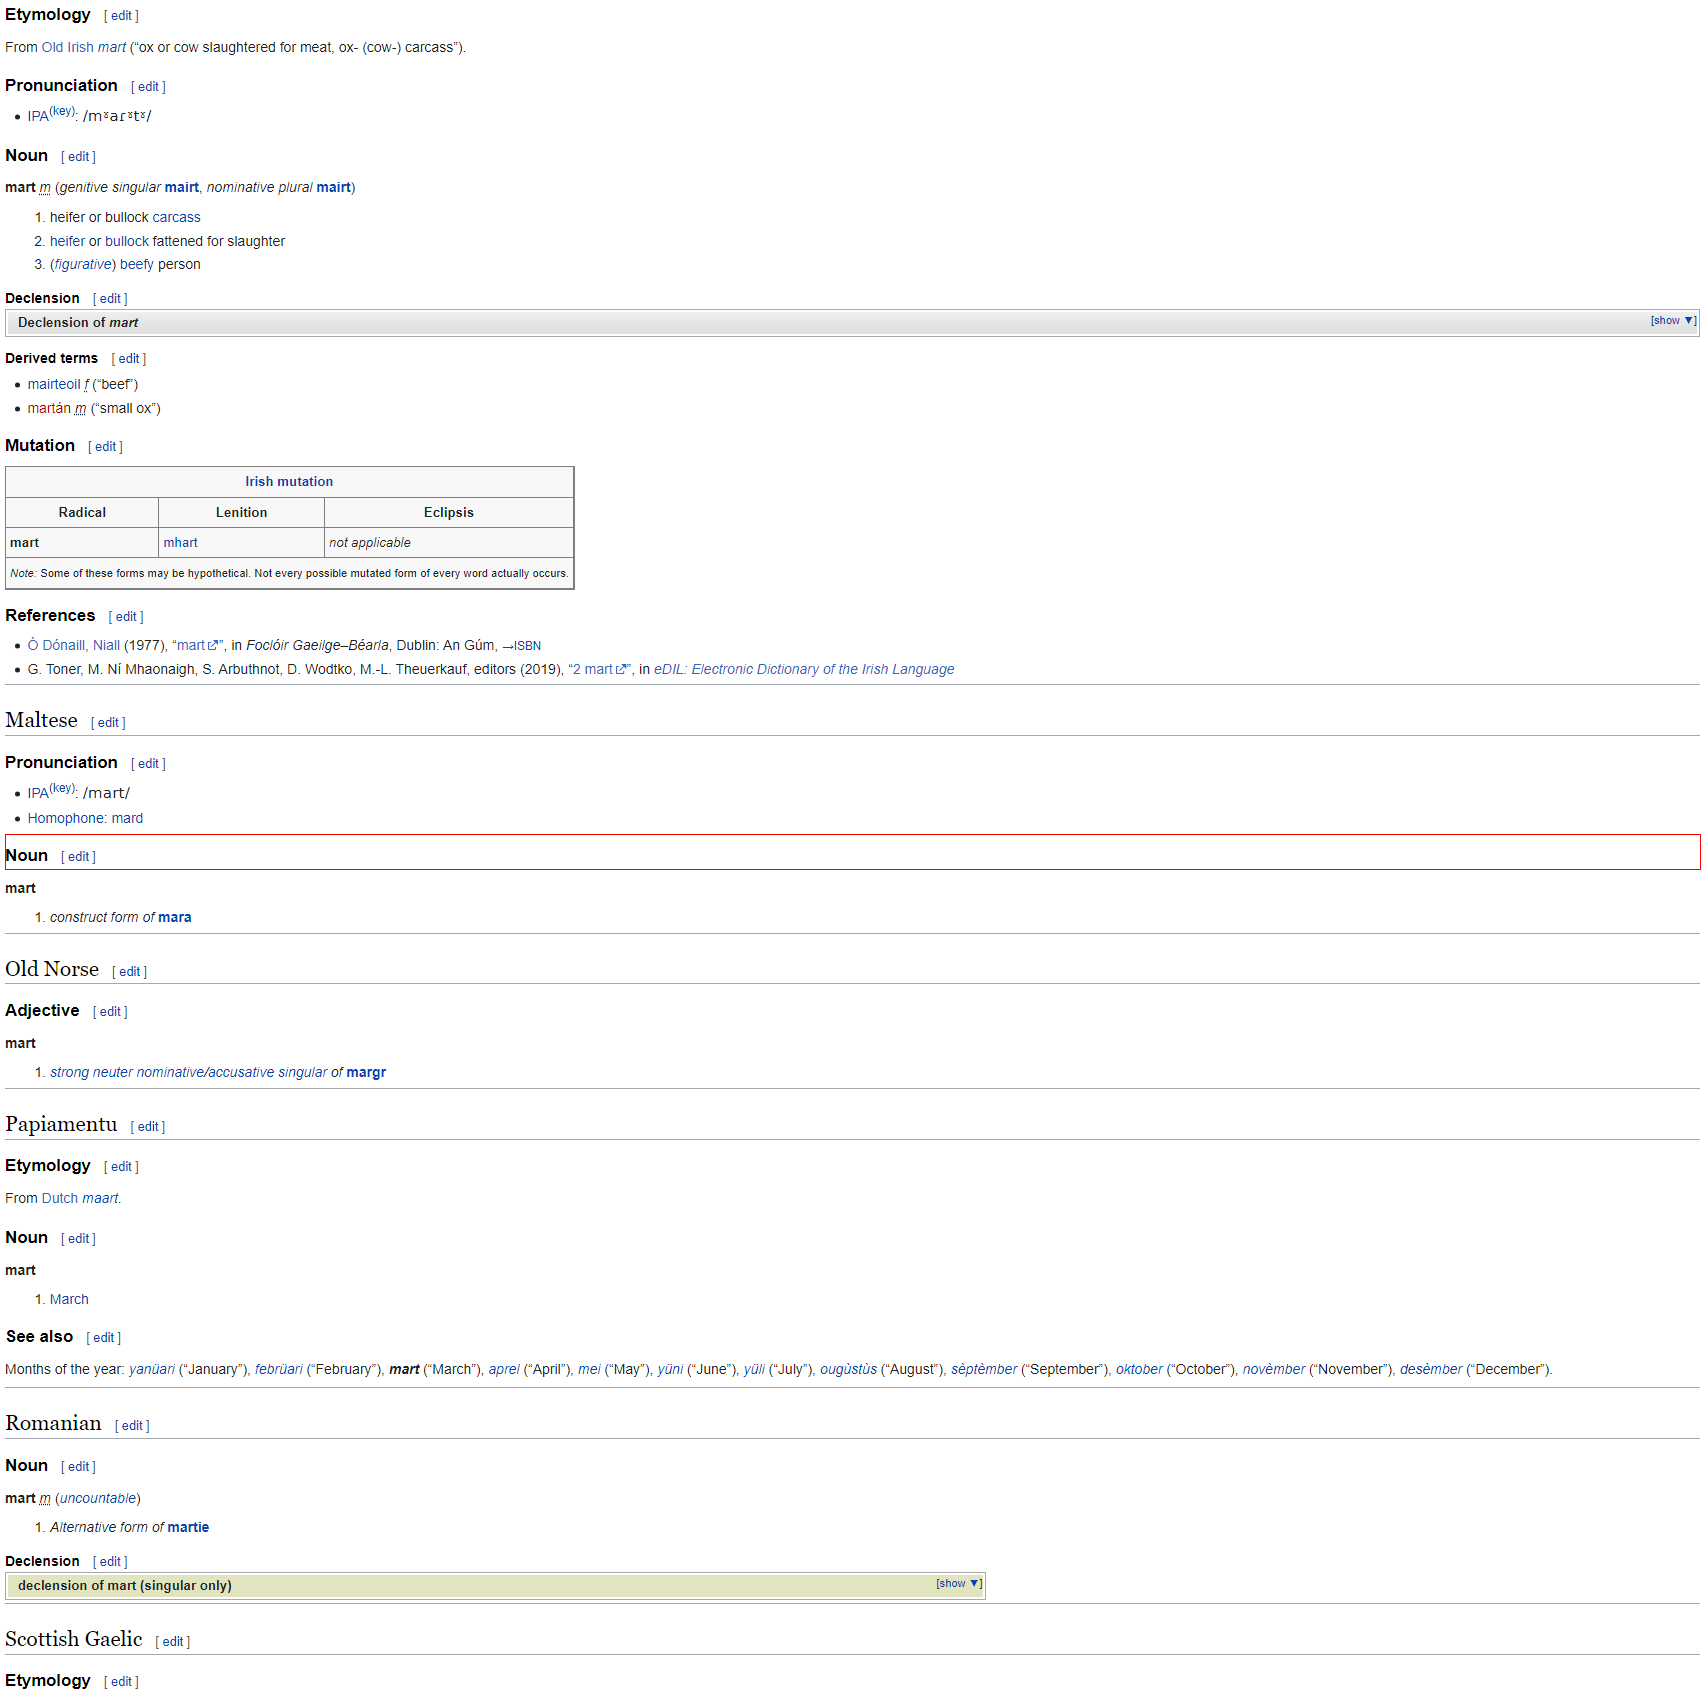 Etymology [ edit ]
From Old Irish mart (“ox or cow slaughtered for meat, ox- (cow-) carcass”).
Pronunciation [ edit ]
• IPA(key): /mˠaɾˠtˠ/
Noun [ edit ]
mart m (genitive singular mairt, nominative plural mairt)
1. heifer or bullock carcass
2. heifer or bullock fattened for slaughter
3. (figurative) beefy person
Declension [ edit ]
Declension of mart [show ▼]
Derived terms [ edit ]
• mairteoil f (“beef”)
• martán m (“small ox”)
Mutation [ edit ]
Irish mutation
Radical Lenition Eclipsis
mart mhart not applicable
Note: Some of these forms may be hypothetical. Not every possible mutated form of every word actually occurs.
References [ edit ]
• Ó Dónaill, Niall (1977), “mart”, in Foclóir Gaeilge–Béarla, Dublin: An Gúm, →ISBN
• G. Toner, M. Ní Mhaonaigh, S. Arbuthnot, D. Wodtko, M.-L. Theuerkauf, editors (2019), “2 mart”, in eDIL: Electronic Dictionary of the Irish Language
Maltese [ edit ]
Pronunciation [ edit ]
• IPA(key): /mart/
• Homophone: mard
Noun [ edit ]
mart
1. construct form of mara
Old Norse [ edit ]
Adjective [ edit ]
mart
1. strong neuter nominative/accusative singular of margr
Papiamentu [ edit ]
Etymology [ edit ]
From Dutch maart.
Noun [ edit ]
mart
1. March
See also [ edit ]
Months of the year: yanüari (“January”), febrüari (“February”), mart (“March”), aprel (“April”), mei (“May”), yüni (“June”), yüli (“July”), ougùstùs (“August”), sèptèmber (“September”), oktober (“October”), novèmber (“November”), desèmber (“December”).
Romanian [ edit ]
Noun [ edit ]
mart m (uncountable)
1. Alternative form of martie
Declension [ edit ]
declension of mart (singular only) [show ▼]
Scottish Gaelic [ edit ]
Etymology [ edit ]